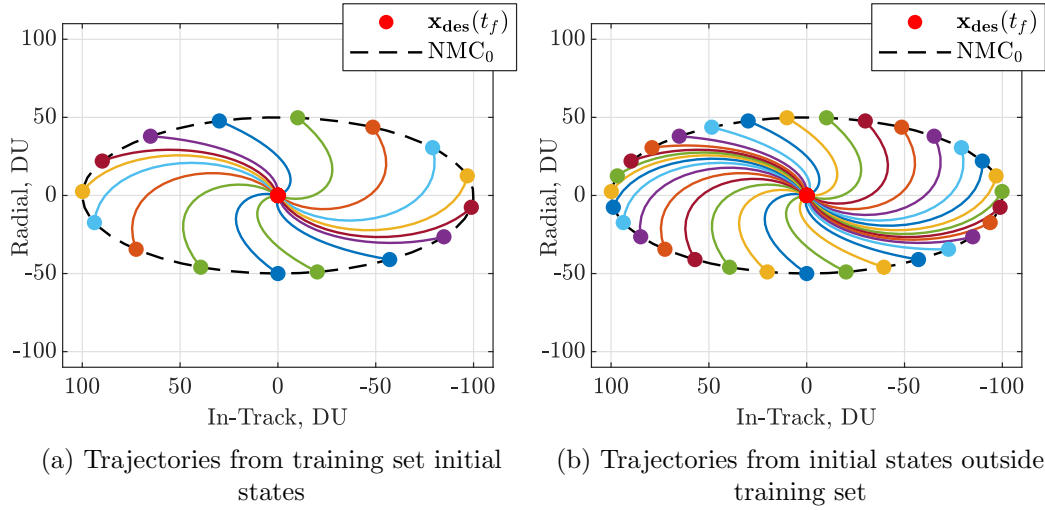 x_des(t_f)
NMC_0
100
50
0
-50
-100
Radial, DU
100
50
0
-50
-100
In-Track, DU
(a) Trajectories from training set initial
states
x_des(t_f)
NMC_0
100
50
0
-50
-100
Radial, DU
100
50
0
-50
-100
In-Track, DU
(b) Trajectories from initial states outside
training set